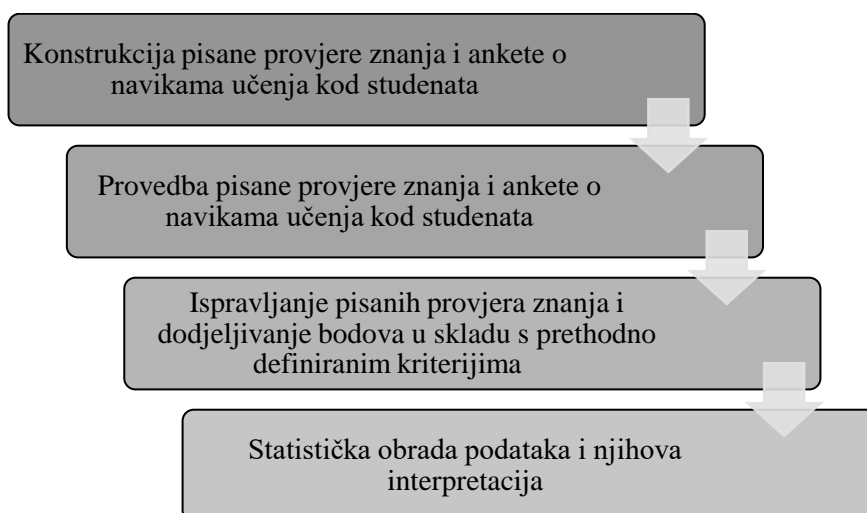 Konstrukcija pisane provjere znanja i ankete o
navikama učenja kod studenata
Provedba pisane provjere znanja i ankete o
navikama učenja kod studenata
Ispravljanje pisanih provjera znanja i
dodjeljivanje bodova u skladu s prethodno
definiranim kriterijima
Statistička obrada podataka i njihova
interpretacija